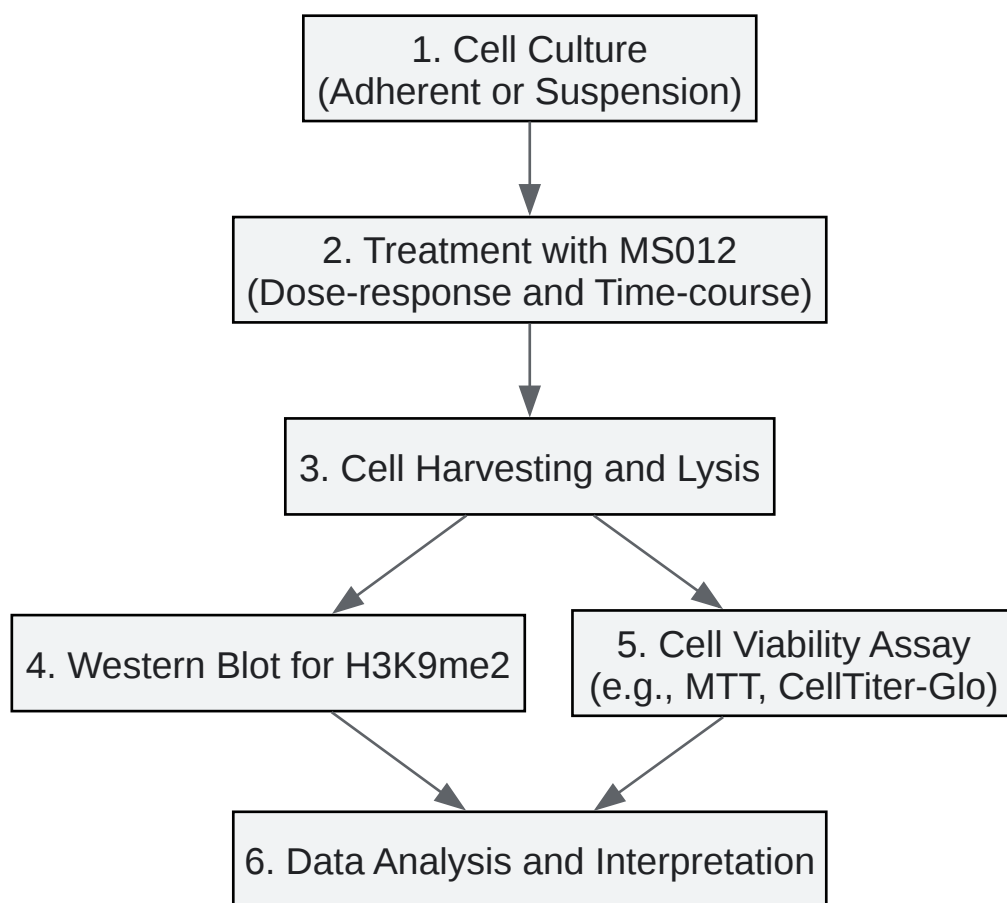 1. Cell Culture
(Adherent or Suspension)
2. Treatment with MS012
(Dose-response and Time-course)
3. Cell Harvesting and Lysis
4. Western Blot for H3K9me2
5. Cell Viability Assay
(e.g., MTT, CellTiter-Glo)
6. Data Analysis and Interpretation